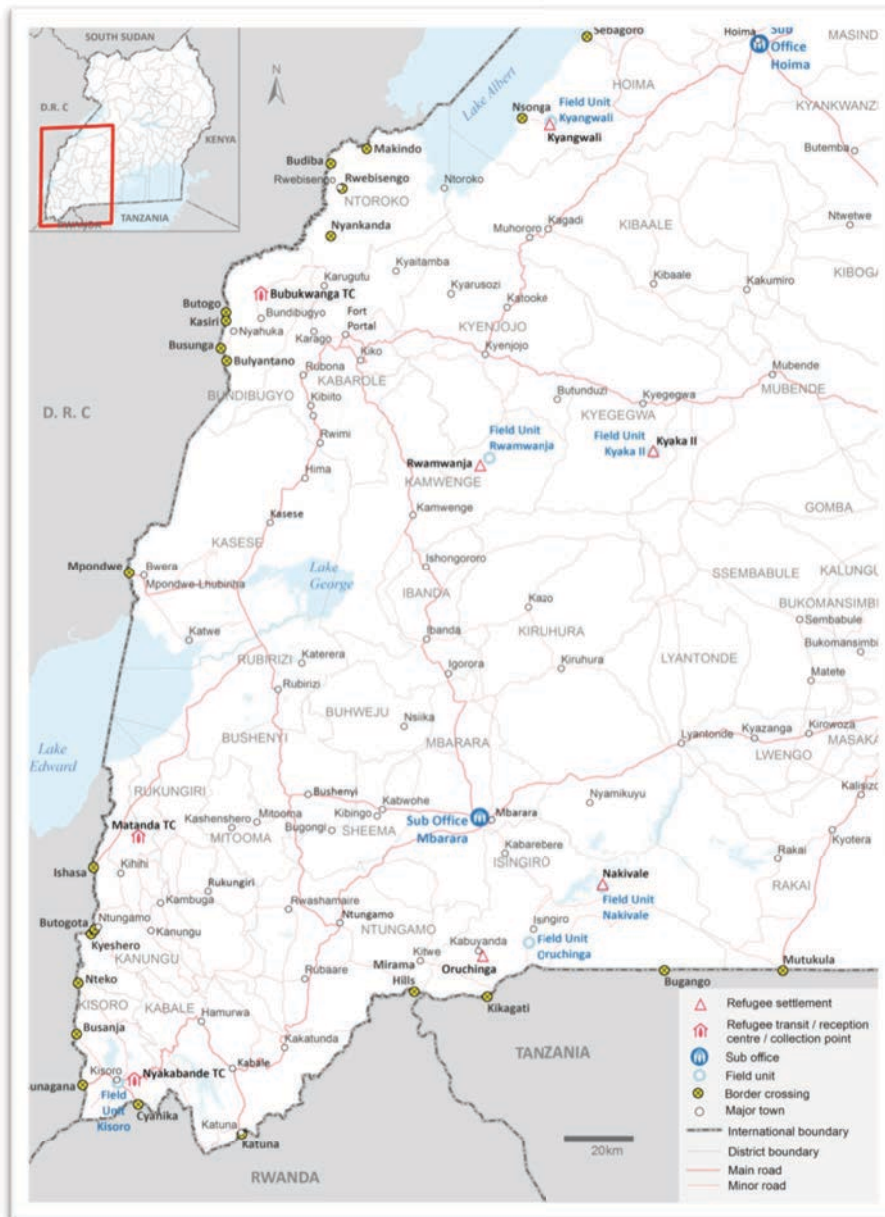 SOUTH SUDAN
D.R.C
KENYA
TANZANIA
RWANDA
N
Sebagoro
Hoima
Sub
Office
Hoima
MASIND
HOIMA
Lake Albert
Nsonga
Field Unit
Kyangwali
Kyangwali
KYANKWANZI
Butemba
Makindo
Budiba
Rwebisengo
Rwebisengo
NTOROKO
Ntoroko
Nyankanda
Muhororo
Kagadi
KIBAALE
Ntwetwe
KIBOGA
Kyaitamba
Karugutu
Kyarusozi
Kibaale
Kakumiro
Bubukwanga TC
Katooke
Butogo
Kasiri
Bundibugyo
Nyahuka
Fort
Portal
Karago
KYENJOJO
Kyenjojo
Busunga
Bulyantano
Kiko
Rubona
KABAROLE
Mubende
MUBENDE
BUNDIBUGYO
Kibiito
Butunduzi
Kyegegwa
KYEGEGWA
D. R. C
Rwimi
Field Unit
Rwamwanja
Field Unit
Kyaka II
Kyaka II
Rwamwanja
KAMWENGE
Hima
Kamwenge
GOMBA
Kasese
KASESE
Mpondwe
Bwera
Mpondwe-Lhubiriha
Lake
George
Ishongororo
IBANDA
SSEMBABULE
KALUNGU
Kazo
BUKOMANSIMBI
Sembabule
Katwe
Ibanda
KIRUHURA
Bukomansimbi
RUBIRIZI
Katerera
Igorora
Kiruhura
LYANTONDE
Matete
Rubirizi
BUHWEJU
Nsiika
BUSHENYI
MBARARA
Lyantonde
Kyazanga
Kirowoza
LWENGO
MASAKA
Lake
Edward
RUKUNGIRI
Bushenyi
Kabwohe
Kibingo
Nyamikuyu
Kalisizo
Matanda TC
Kashenshero
Mitooma
MITOOMA
Bugongi
SHEEMA
Sub Office
Mbarara
Mbarara
Kyotera
Kabarebere
ISINGIRO
Rakai
RAKAI
Ishasa
Kihihi
Rukungiri
Nakivale
Field Unit
Nakivale
Kambuga
Rwashamaire
Butogota
Ntungamo
Kyeshero
Kanungu
KANUNGU
Ntungamo
NTUNGAMO
Isingiro
Field Unit
Oruchinga
Kabuyanda
Kitwe
Oruchinga
Mirama
Hills
Nteko
Rubaare
Bugango
Mutukula
KISORO
KABALE
Kikagati
Hamurwa
Busanja
Kakatunda
TANZANIA
Kisoro
Nyakabande TC
Kabale
unagana
Field
Unit
Kisoro
Cyanika
Katuna
Katuna
RWANDA
20km
Refugee settlement
Refugee transit / reception
centre / collection point
Sub office
Field unit
Border crossing
Major town
International boundary
District boundary
Main road
Minor road